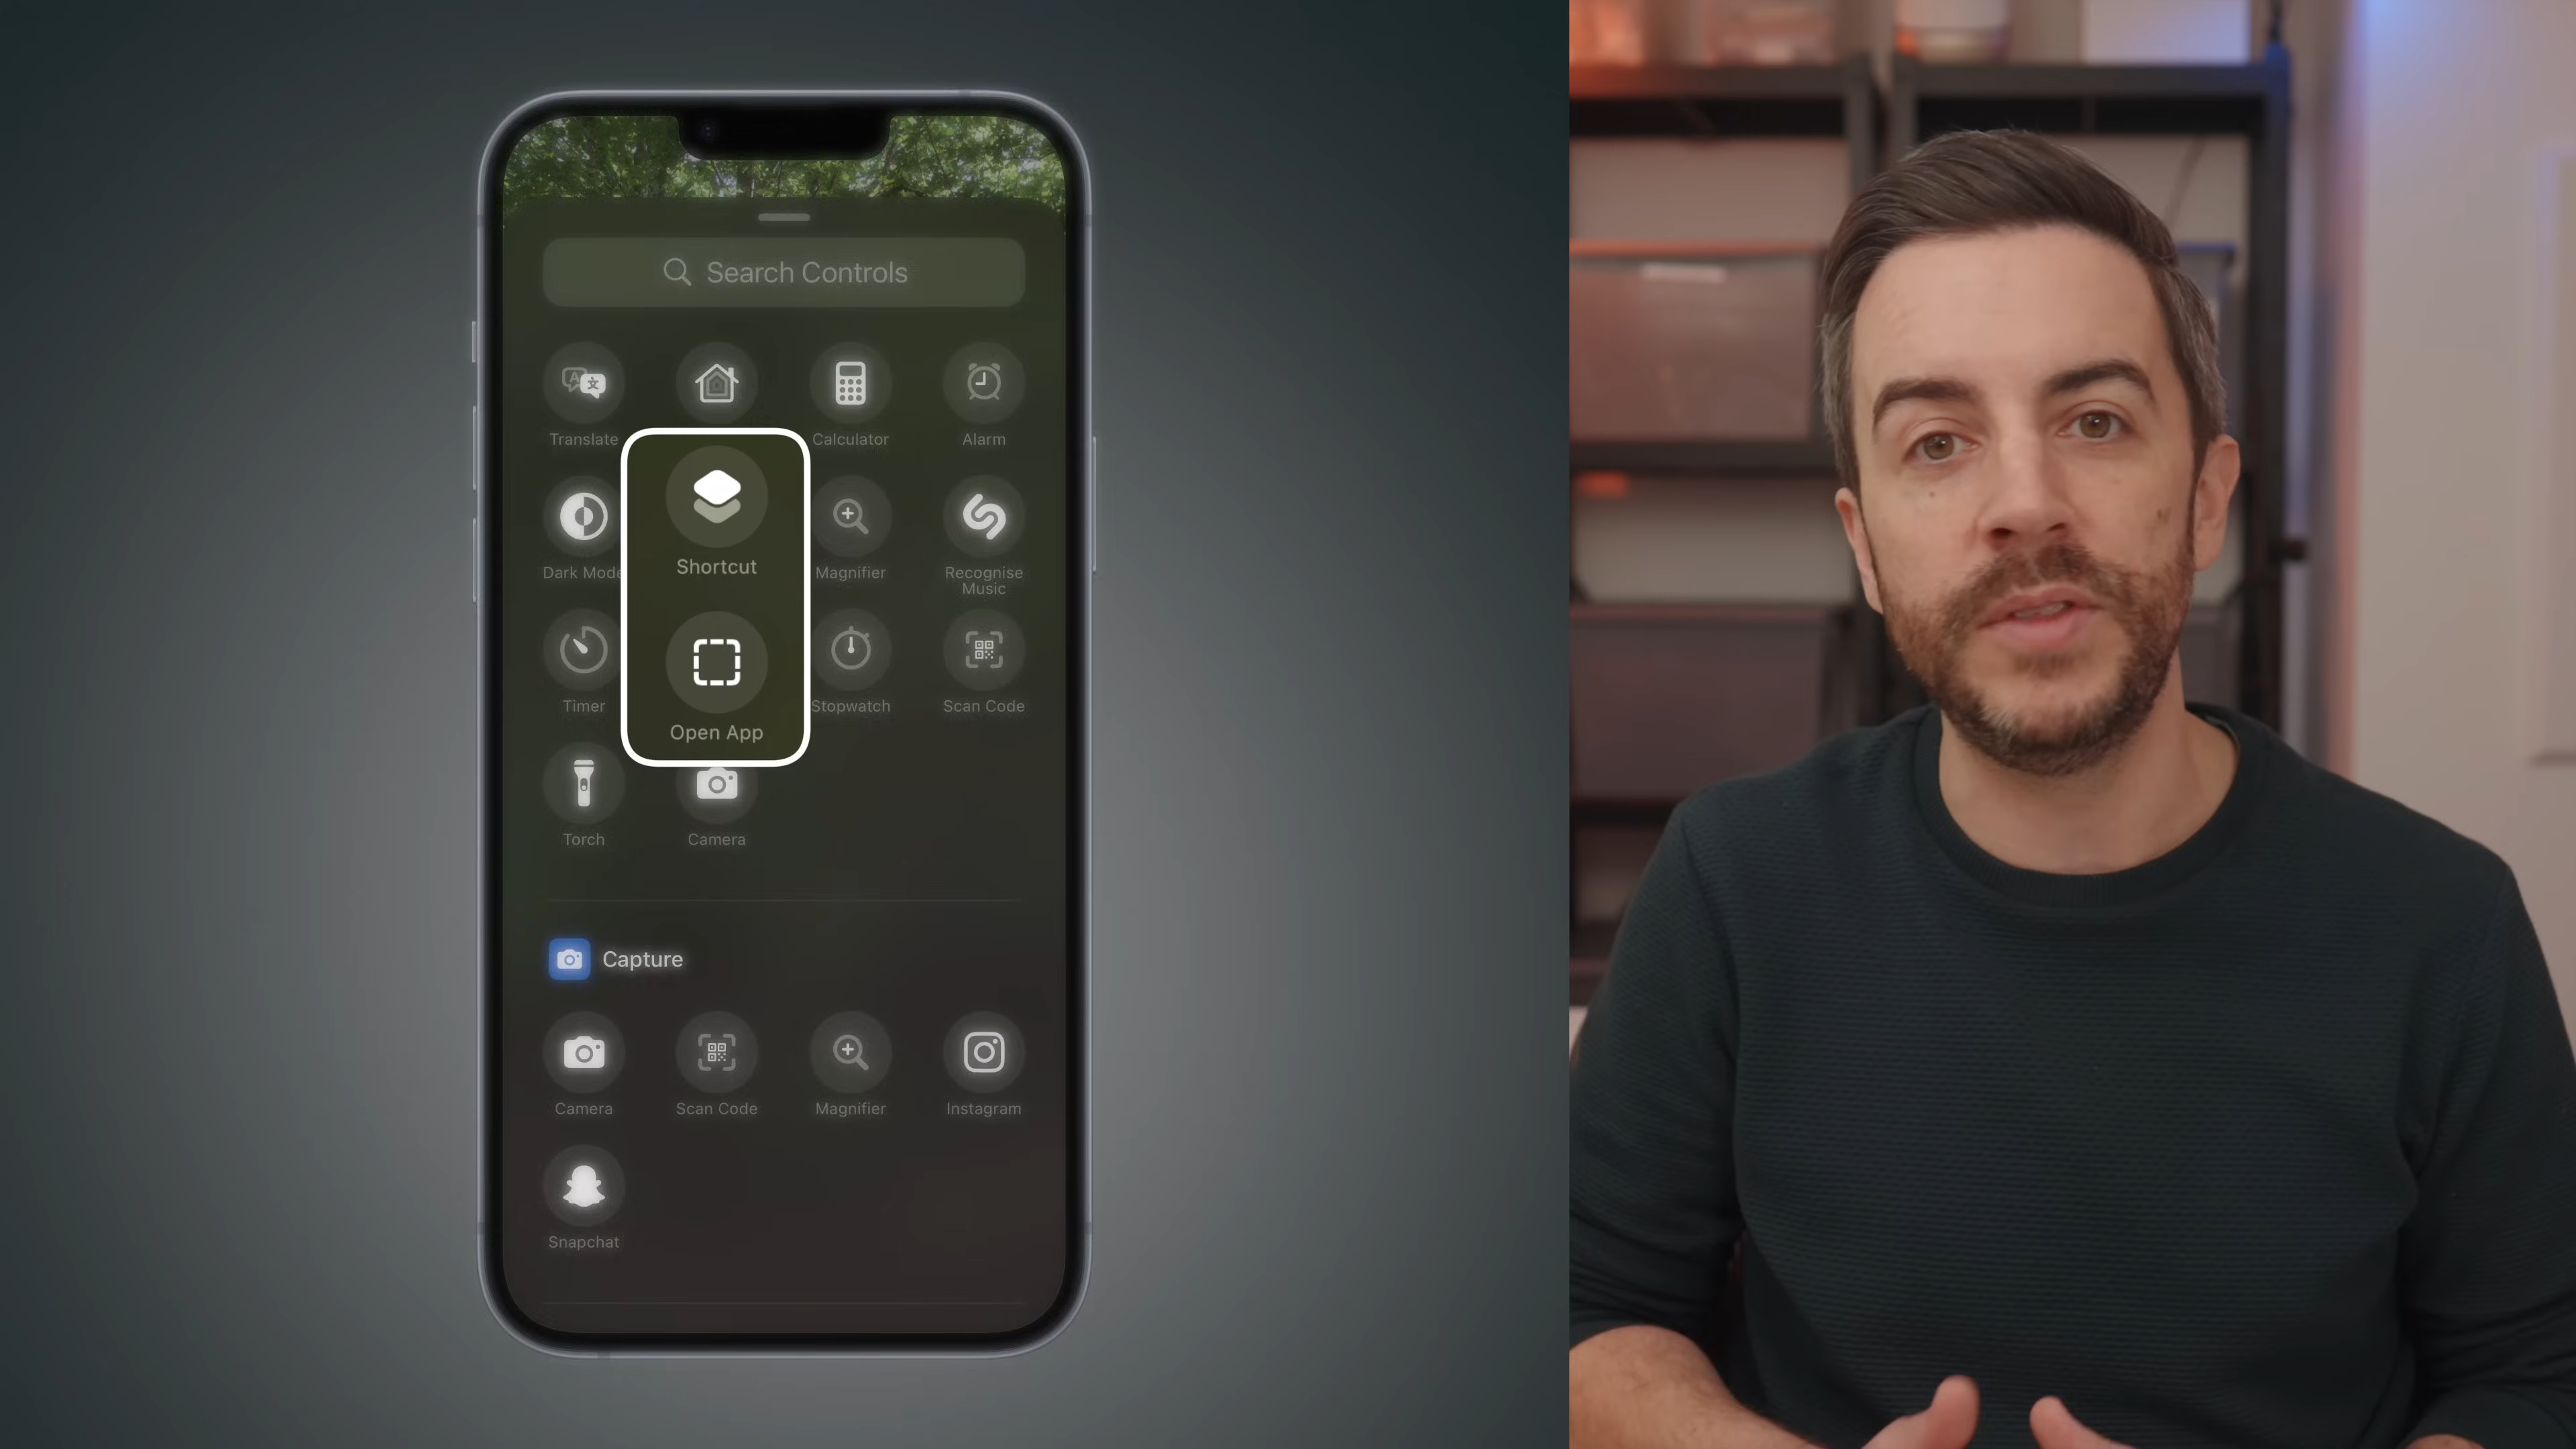 Search Controls
Translate
Calculator
Alarm
Dark Mode
Shortcut
Magnifier
Recognise
Music
Timer
Open App
Stopwatch
Scan Code
Torch
Camera
Capture
Camera
Scan Code
Magnifier
Instagram
Snapchat